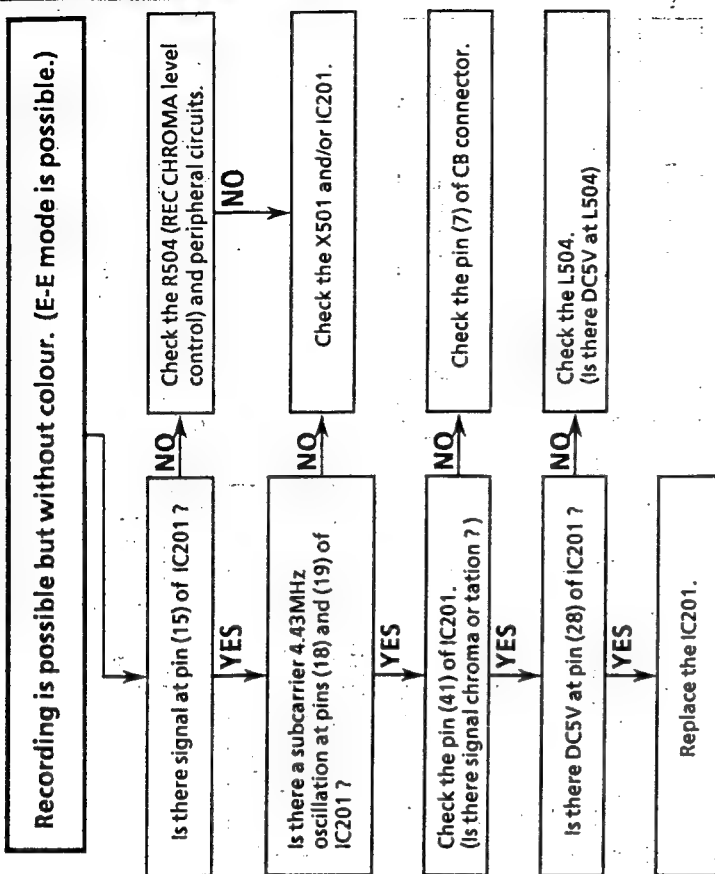 Recording is possible but without colour. (E-E mode is possible.)
Is there signal at pin (15) of IC201 ?
NO
Check the R504 (REC CHROMA level
control) and peripheral circuits.
YES
NO
Is there a subcarrier 4.43MHz
oscillation at pins (18) and (19) of
IC201 ?
NO
Check the X501 and/or IC201.
YES
Check the pin (41) of IC201.
(Is there signal chroma or tation ? )
NO
Check the pin (7) of CB connector.
YES
Is there DC5V at pin (28) of IC201 ?
NO
Check the L504.
(Is there DC5V at L504)
YES
Replace the IC201.